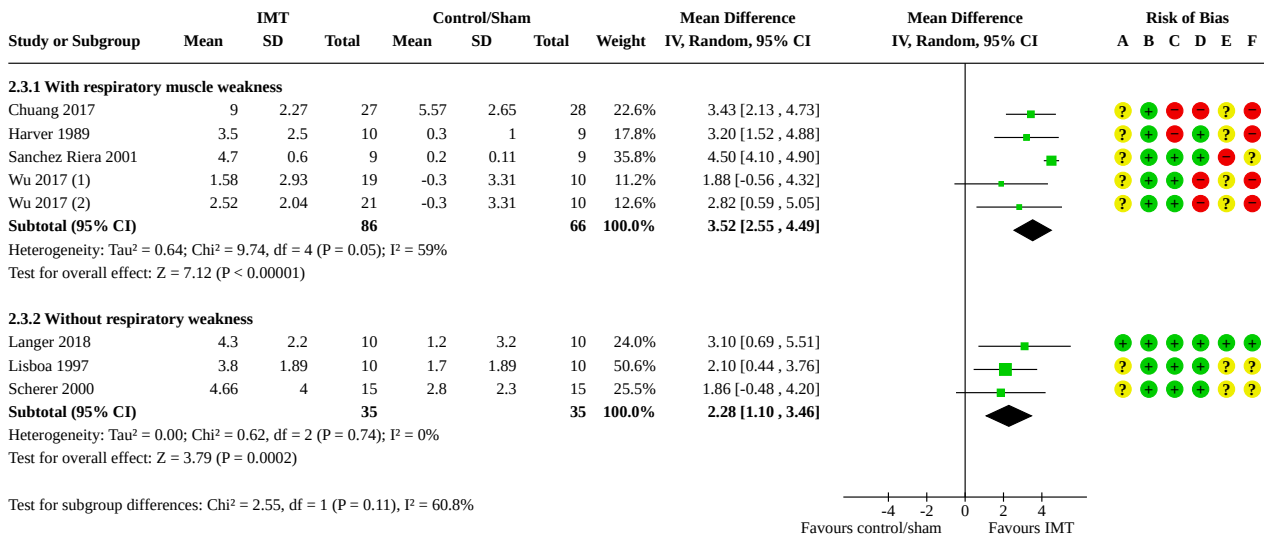 IMT Control/Sham Mean Difference Mean Difference Risk of Bias
Study or Subgroup Mean SD Total Mean SD Total Weight IV, Random, 95% CI IV, Random, 95% CI A B C D E F
2.3.1 With respiratory muscle weakness
Chuang 2017 9 2.27 27 5.57 2.65 28 22.6% 3.43 [2.13 , 4.73] ? + − − ? −
Harver 1989 3.5 2.5 10 0.3 1 9 17.8% 3.20 [1.52 , 4.88] ? + − + ? −
Sanchez Riera 2001 4.7 0.6 9 0.2 0.11 9 35.8% 4.50 [4.10 , 4.90] ? + + + − ?
Wu 2017 (1) 1.58 2.93 19 -0.3 3.31 10 11.2% 1.88 [-0.56 , 4.32] ? + + − ? −
Wu 2017 (2) 2.52 2.04 21 -0.3 3.31 10 12.6% 2.82 [0.59 , 5.05] ? + + − ? −
Subtotal (95% CI) 86 66 100.0% 3.52 [2.55 , 4.49]
Heterogeneity: Tau² = 0.64; Chi² = 9.74, df = 4 (P = 0.05); I² = 59%
Test for overall effect: Z = 7.12 (P < 0.00001)
2.3.2 Without respiratory weakness
Langer 2018 4.3 2.2 10 1.2 3.2 10 24.0% 3.10 [0.69 , 5.51] + + + + + +
Lisboa 1997 3.8 1.89 10 1.7 1.89 10 50.6% 2.10 [0.44 , 3.76] ? + + + ? ?
Scherer 2000 4.66 4 15 2.8 2.3 15 25.5% 1.86 [-0.48 , 4.20] ? + + + ? ?
Subtotal (95% CI) 35 35 100.0% 2.28 [1.10 , 3.46]
Heterogeneity: Tau² = 0.00; Chi² = 0.62, df = 2 (P = 0.74); I² = 0%
Test for overall effect: Z = 3.79 (P = 0.0002)
Test for subgroup differences: Chi² = 2.55, df = 1 (P = 0.11), I² = 60.8%
-4 -2 0 2 4
Favours control/sham Favours IMT